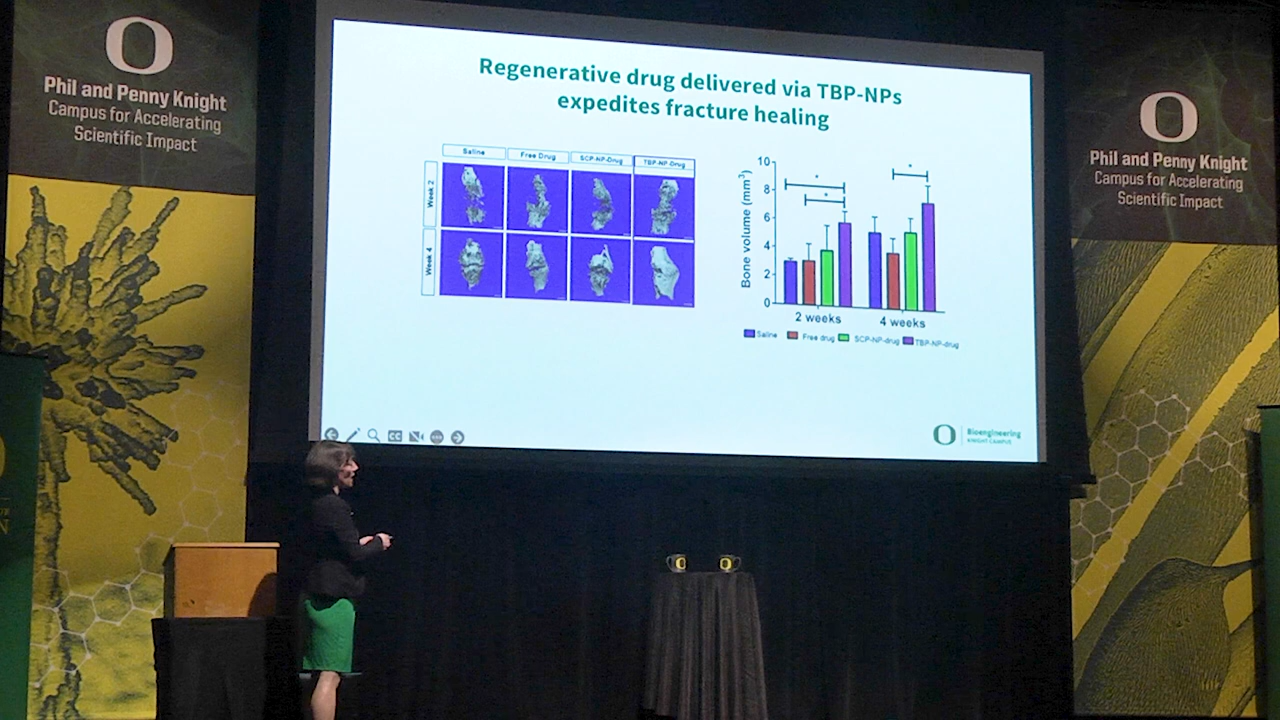 O
Phil and Penny Knight
Campus for Accelerating
Scientific Impact
Regenerative drug delivered via TBP-NPs
expedites fracture healing
Saline
Free Drug
SCP-NP-Drug
TBP-NP-Drug
Week 2
Week 4
Bone volume (mm³)
10
8
6
4
2
0
*
*
*
2 weeks
4 weeks
Saline
Free drug
SCP-NP-drug
TBP-NP-drug
CC
O
Bioengineering
KNIGHT CAMPUS
O
Phil and Penny Knight
Campus for Accelerating
Scientific Impact
O
O
N